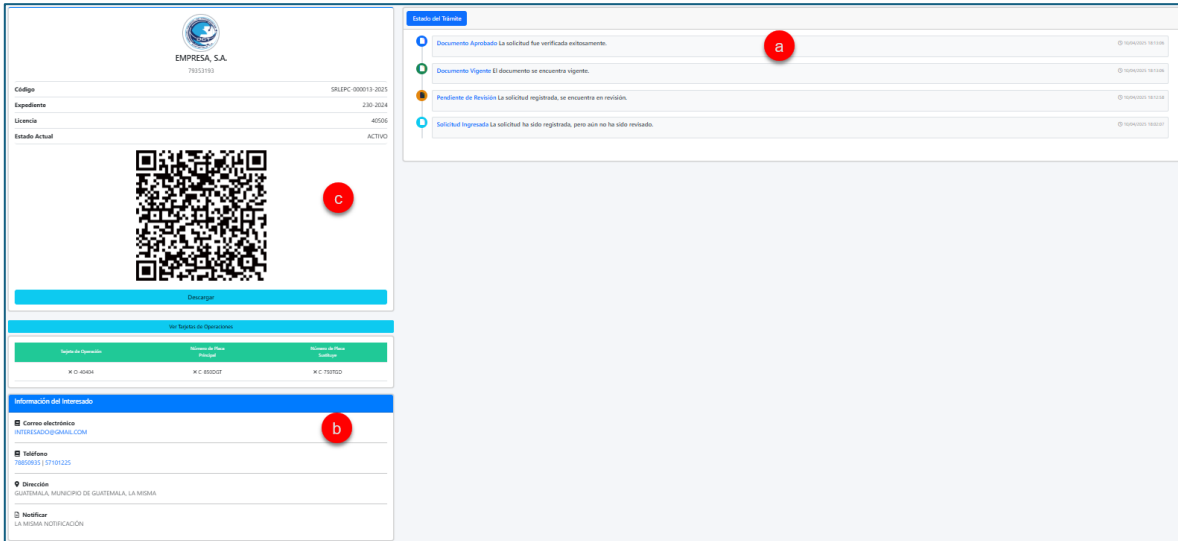 EMPRESA, S.A.
79353193
Código SRLEPC-000013-2025
Expediente 230-2024
Licencia 40506
Estado Actual ACTIVO
c
Descargar
Ver Tarjetas de Operaciones
Tarjeta de Operación Número de Placa Principal Número de Placa Sustituye
Información del Interesado
b
Correo electrónico
INTERESADO@GMAIL.COM
Teléfono
78850935 | 57101225
Dirección
GUATEMALA, MUNICIPIO DE GUATEMALA, LA MISMA
Notificar
LA MISMA NOTIFICACIÓN
Estado del Trámite
a
Documento Aprobado La solicitud fue verificada exitosamente.
Documento Vigente El documento se encuentra vigente.
Pendiente de Revisión La solicitud registrada, se encuentra en revisión.
Solicitud Ingresada La solicitud ha sido registrada, pero aún no ha sido revisado.